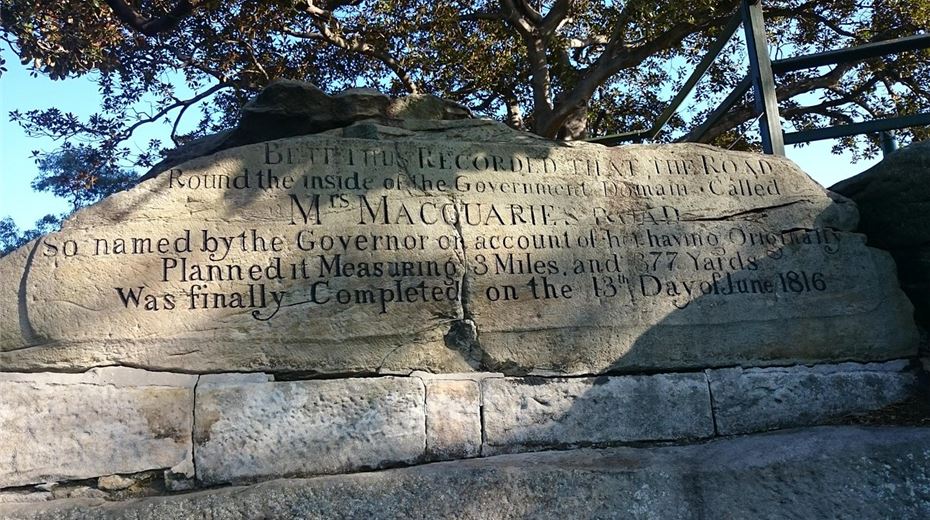 BE IT THUS RECORDED THAT THE ROAD
Round the inside of the Government Domain Called
Mrs MACQUARIES ROAD
So named by the Governor on account of her having Originally
Planned it Measuring 3 Miles, and 377 Yards
Was finally Completed on the 13th Day of June 1816